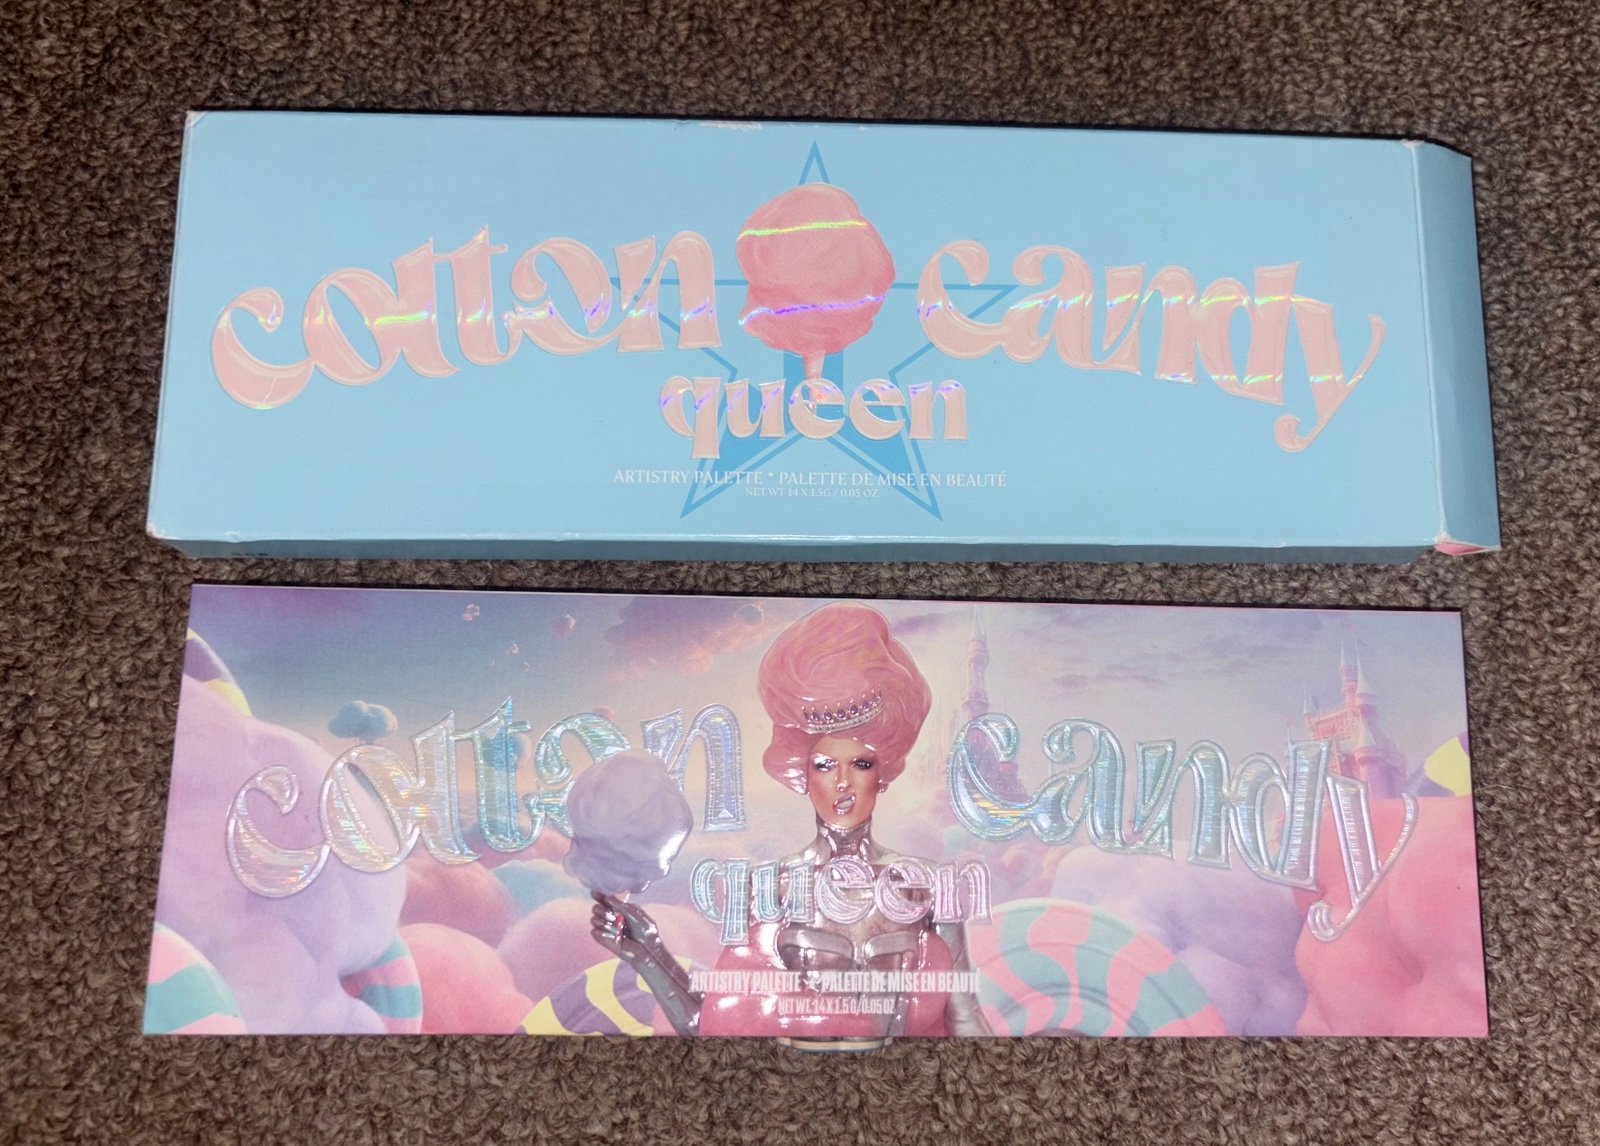 cotton candy
queen
ARTISTRY PALETTE * PALETTE DE MISE EN BEAUTÉ
NET WT 14 X 1.5G / 0.05 OZ
cotton candy
queen
ARTISTRY PALETTE ★ PALETTE DE MISE EN BEAUTÉ
NET WT. 14 X 1.5 G/0.05 OZ